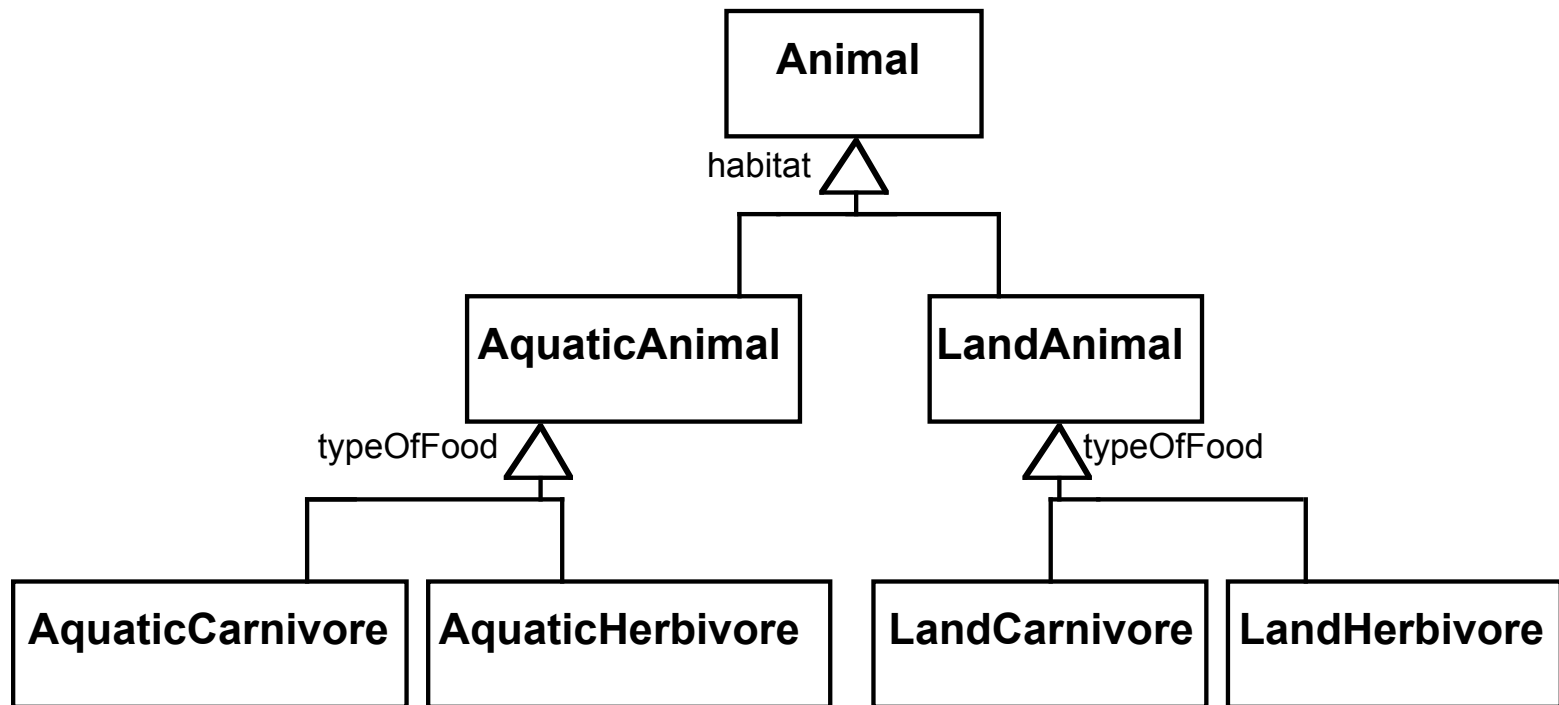 Animal
habitat
AquaticAnimal
LandAnimal
typeOfFood
typeOfFood
AquaticCarnivore
AquaticHerbivore
LandCarnivore
LandHerbivore